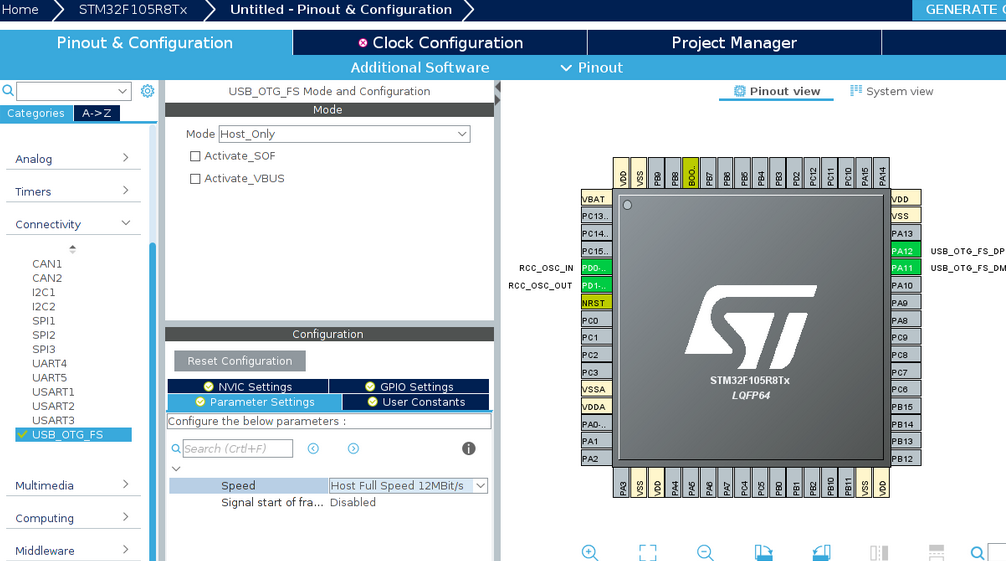 Home
STM32F105R8Tx
Untitled - Pinout & Configuration
GENERATE
Pinout & Configuration
Clock Configuration
Project Manager
Additional Software
Pinout
Categories
A->Z
Analog
Timers
Connectivity
CAN1
CAN2
I2C1
I2C2
SPI1
SPI2
SPI3
UART4
UART5
USART1
USART2
USART3
USB_OTG_FS
Multimedia
Computing
Middleware
USB_OTG_FS Mode and Configuration
Mode
Mode Host_Only
Activate_SOF
Activate_VBUS
Configuration
Reset Configuration
NVIC Settings
GPIO Settings
Parameter Settings
User Constants
Configure the below parameters :
Search (Crtl+F)
Speed Host Full Speed 12MBit/s
Signal start of fra... Disabled
Pinout view
System view
VDD
VSS
PB9
PB8
BOO..
PB7
PB6
PB5
PB4
PB3
PD2
PC12
PC11
PC10
PA15
PA14
VBAT
PC13..
PC14..
PC15..
RCC_OSC_IN PD0-..
RCC_OSC_OUT PD1-..
NRST
PC0
PC1
PC2
PC3
VSSA
VDDA
PA0-..
PA1
PA2
ST
STM32F105R8Tx
LQFP64
VDD
VSS
PA13
PA12 USB_OTG_FS_DP
PA11 USB_OTG_FS_DM
PA10
PA9
PA8
PC9
PC8
PC7
PC6
PB15
PB14
PB13
PB12
PA3
VSS
VDD
PA4
PA5
PA6
PA7
PC4
PC5
PB0
PB1
PB2
PB10
PB11
VSS
VDD